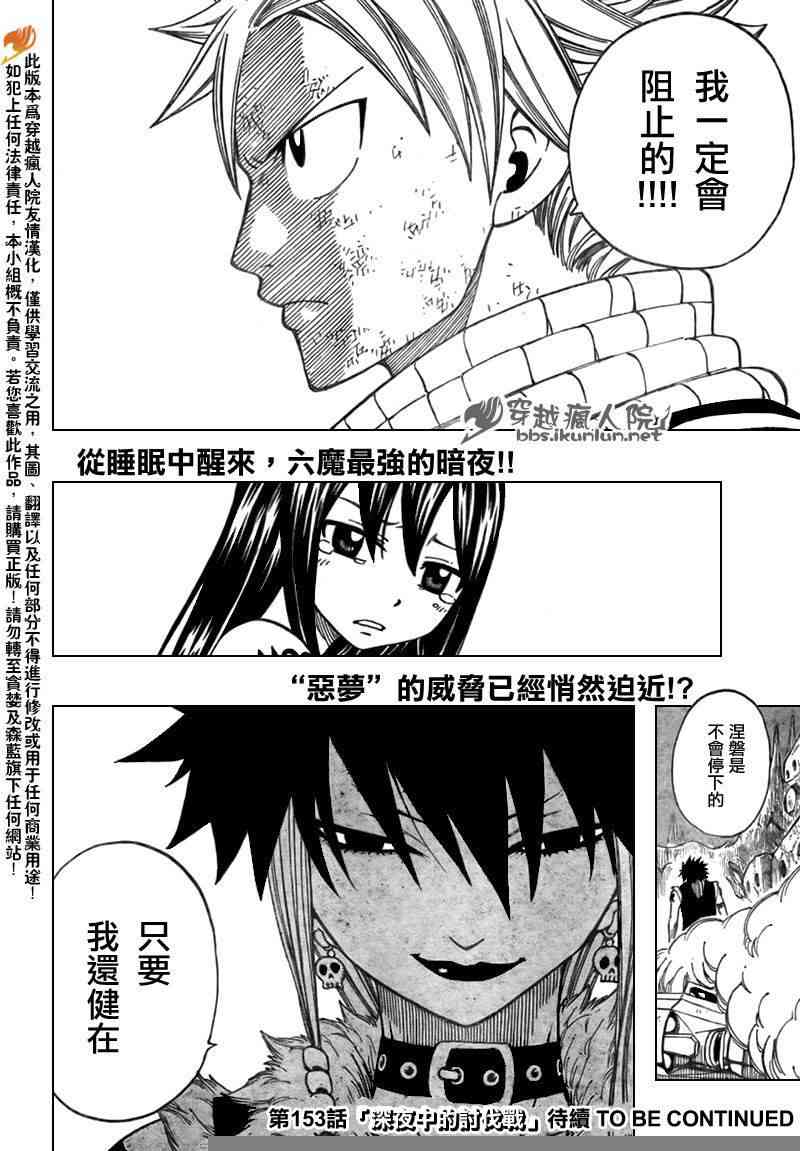 我一定會
阻止的!!!!
穿越瘋人院
bbs.ikunlun.net
從睡眠中醒來，六魔最強的暗夜!!
“惡夢”的威脅已經悄然迫近!?
涅磐是
不會停下的
只要
我還健在
第153話「深夜中的討伐戰」待續 TO BE CONTINUED
此版本爲穿越瘋人院友情漢化，僅供學習交流之用，其圖、翻譯以及任何部分不得進行修改或用于任何商業用途！
如犯上任何法律責任，本小組概不負責。若您喜歡此作品，請購買正版！請勿轉至貪婪及森藍旗下任何網站！